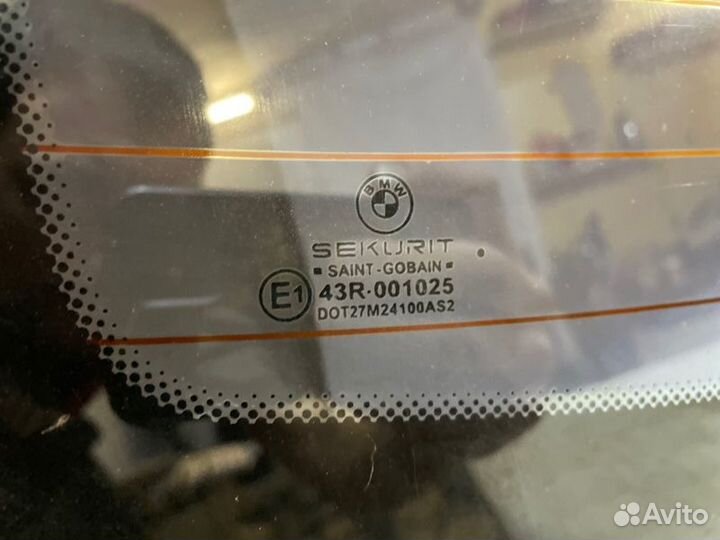 BMW
SEKURIT
SAINT-GOBAIN
E1 43R·001025
DOT27M24100AS2
Avito